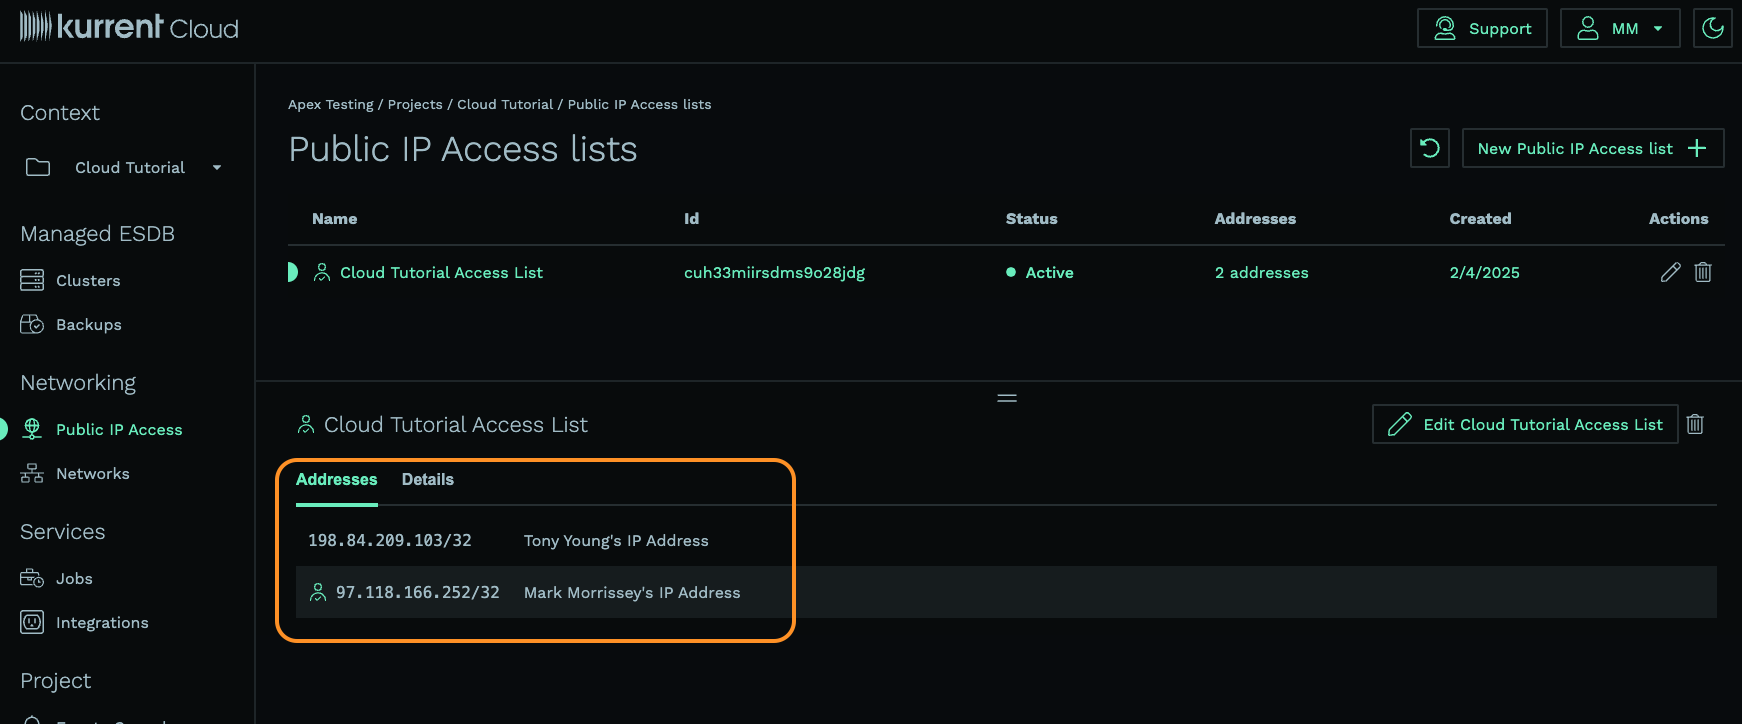 kurrent Cloud
Support
MM
Context
Cloud Tutorial
Managed ESDB
Clusters
Backups
Networking
Public IP Access
Networks
Services
Jobs
Integrations
Project
Apex Testing / Projects / Cloud Tutorial / Public IP Access lists
Public IP Access lists
New Public IP Access list
Name Id Status Addresses Created Actions
Cloud Tutorial Access List cuh33miirsdms9o28jdg Active 2 addresses 2/4/2025
Cloud Tutorial Access List
Edit Cloud Tutorial Access List
Addresses Details
198.84.209.103/32 Tony Young's IP Address
97.118.166.252/32 Mark Morrissey's IP Address